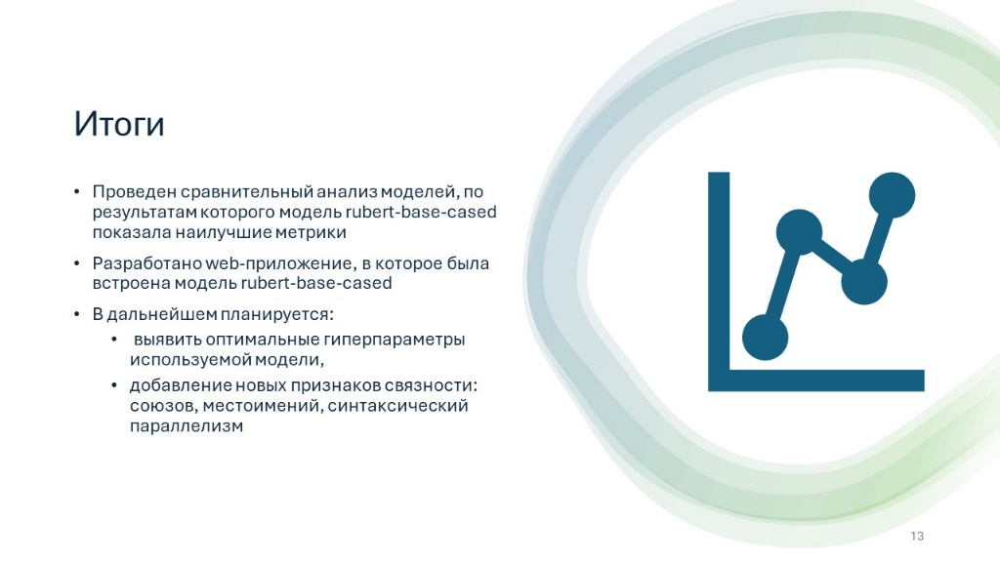 Итоги
• Проведен сравнительный анализ моделей, по
результатам которого модель rubert-base-cased
показала наилучшие метрики
• Разработано web-приложение, в которое была
встроена модель rubert-base-cased
• В дальнейшем планируется:
• выявить оптимальные гиперпараметры
используемой модели,
• добавление новых признаков связности:
союзов, местоимений, синтаксический
параллелизм
13